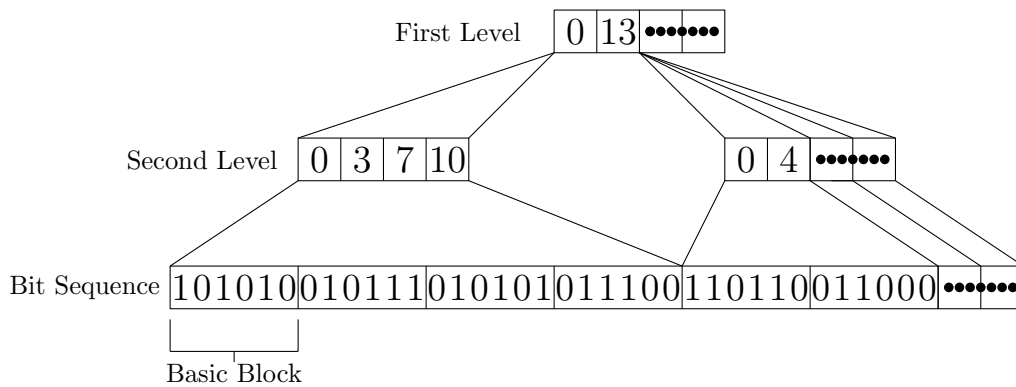 First Level 0 13 •••••••
Second Level 0 3 7 10 0 4 •••••••
Bit Sequence 101010 010111 010101 011100 110110 011000 •••••••
Basic Block